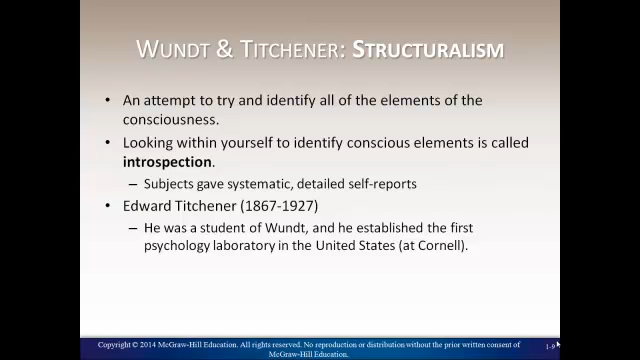 WUNDT & TITCHENER: STRUCTURALISM
• An attempt to try and identify all of the elements of the
consciousness.
• Looking within yourself to identify conscious elements is called
introspection.
– Subjects gave systematic, detailed self-reports
• Edward Titchener (1867-1927)
– He was a student of Wundt, and he established the first
psychology laboratory in the United States (at Cornell).
Copyright © 2014 McGraw-Hill Education. All rights reserved. No reproduction or distribution without the prior written consent of
McGraw-Hill Education.
1-9